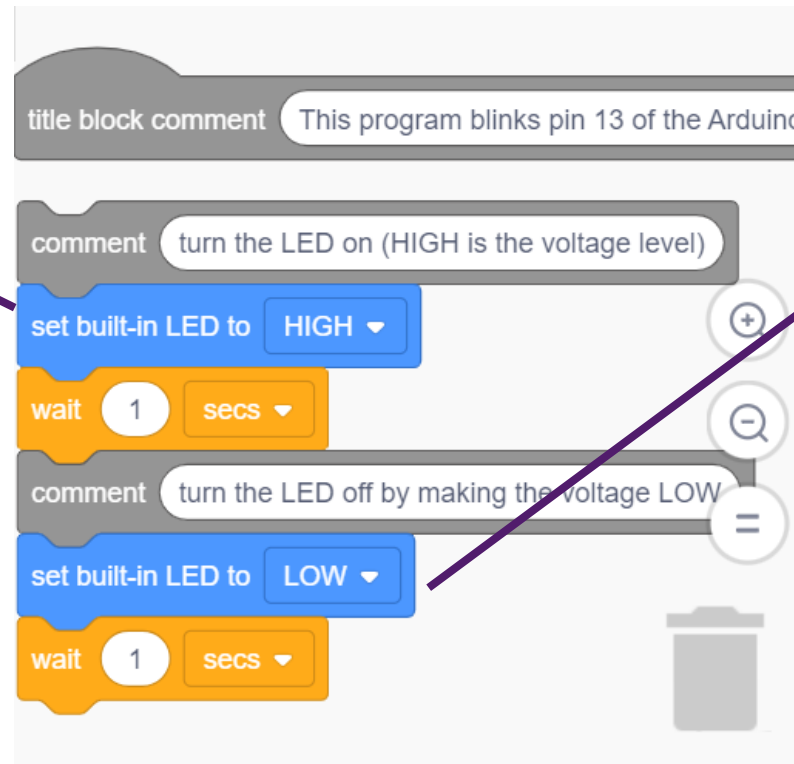 title block comment This program blinks pin 13 of the Arduino
comment turn the LED on (HIGH is the voltage level)
set built-in LED to HIGH
wait 1 secs
comment turn the LED off by making the voltage LOW
set built-in LED to LOW
wait 1 secs